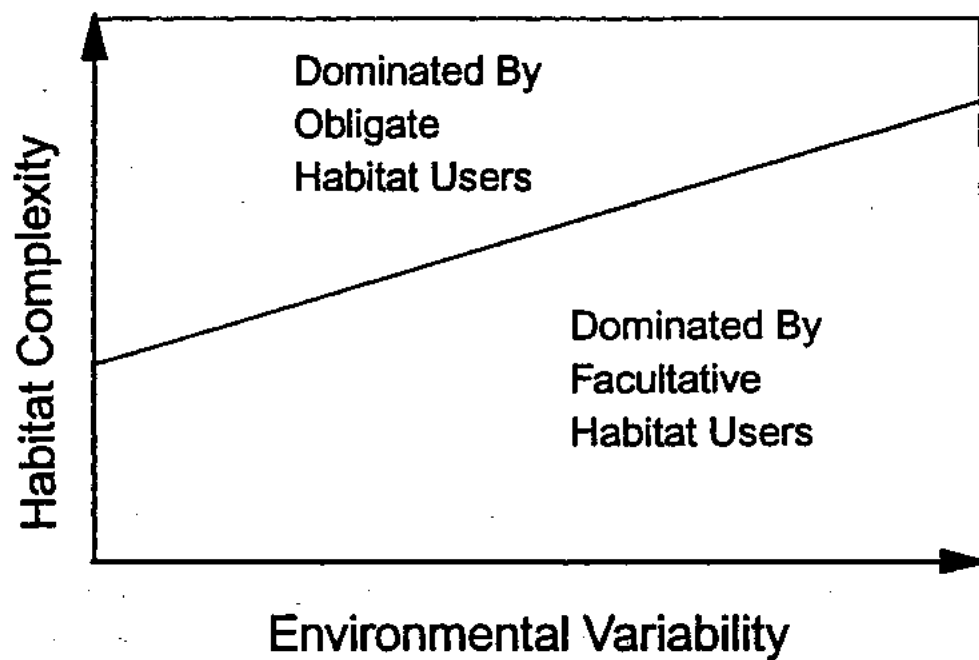 Dominated By
Obligate
Habitat Users
Habitat Complexity
Dominated By
Facultative
Habitat Users
Environmental Variability